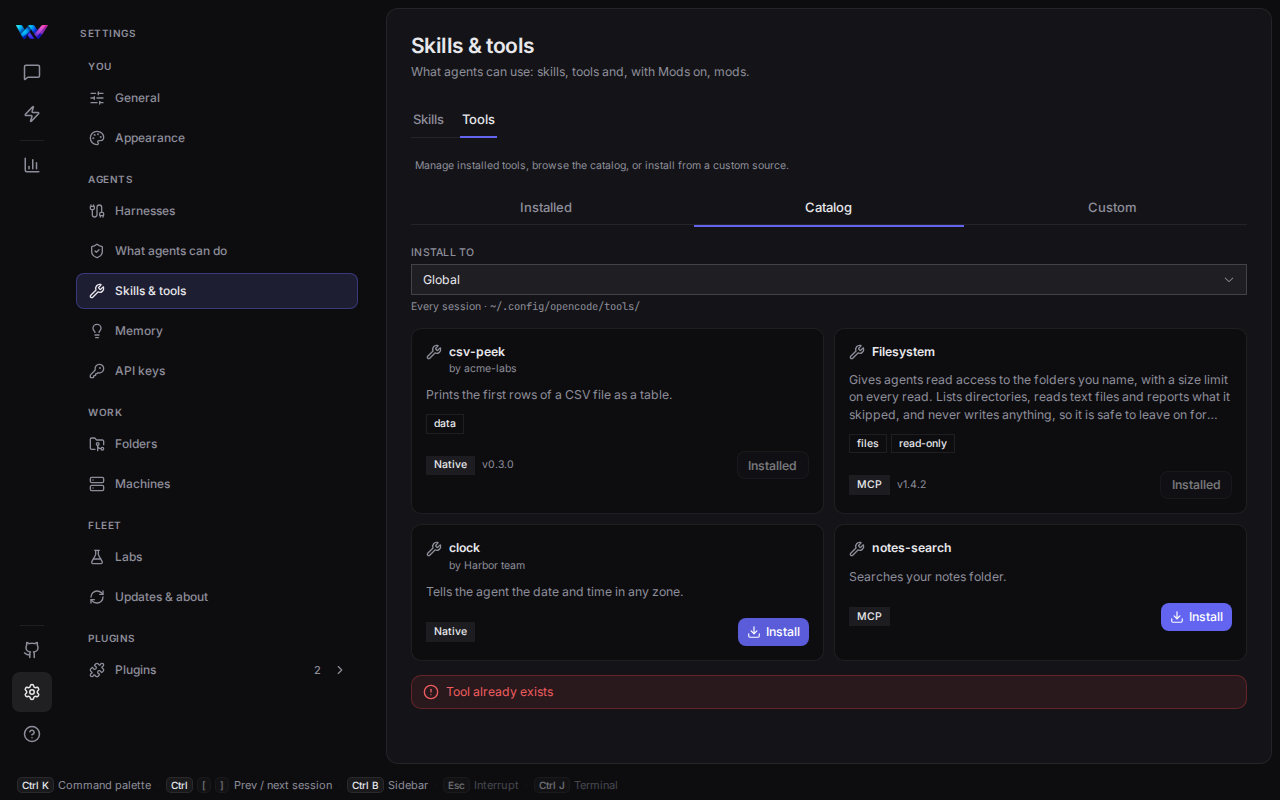 SETTINGS
YOU
General
Appearance
AGENTS
Harnesses
What agents can do
Skills & tools
Memory
API keys
WORK
Folders
Machines
FLEET
Labs
Updates & about
PLUGINS
Plugins 2
Skills & tools
What agents can use: skills, tools and, with Mods on, mods.
Skills Tools
Manage installed tools, browse the catalog, or install from a custom source.
Installed Catalog Custom
INSTALL TO
Global
Every session · ~/.config/opencode/tools/
csv-peek
by acme-labs
Prints the first rows of a CSV file as a table.
data
Native v0.3.0 Installed
Filesystem
Gives agents read access to the folders you name, with a size limit
on every read. Lists directories, reads text files and reports what it
skipped, and never writes anything, so it is safe to leave on for...
files read-only
MCP v1.4.2 Installed
clock
by Harbor team
Tells the agent the date and time in any zone.
Native Install
notes-search
Searches your notes folder.
MCP Install
Tool already exists
Ctrl K Command palette Ctrl [ ] Prev / next session Ctrl B Sidebar Esc Interrupt Ctrl J Terminal